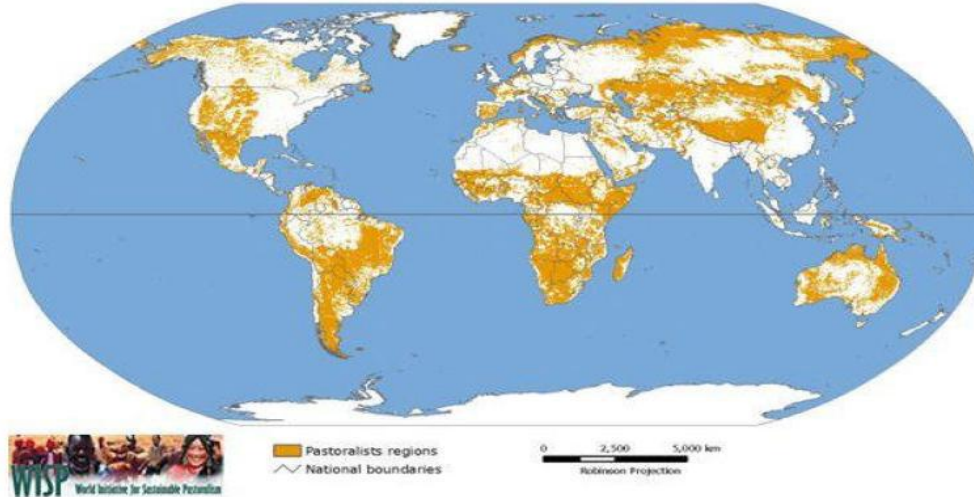 Pastoralists regions
National boundaries
0 2,500 5,000 km
Robinson Projection
WISP World Initiative for Sustainable Pastoralism